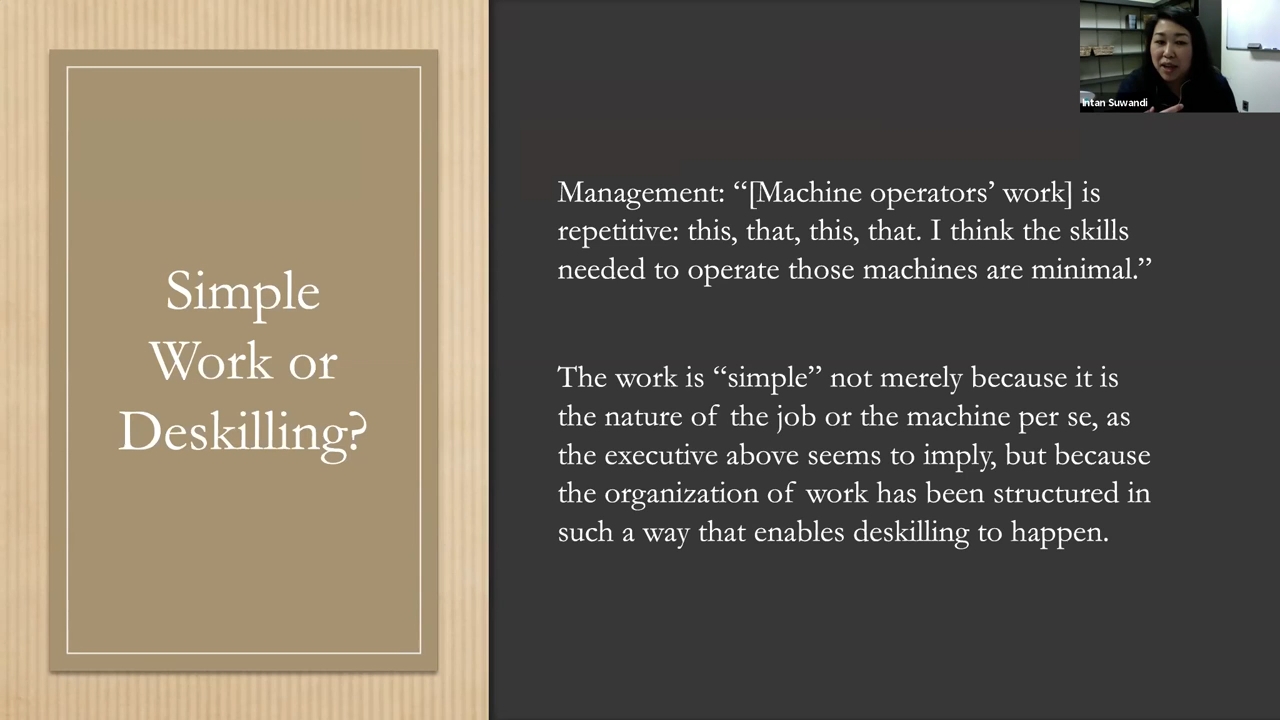 Simple
Work or
Deskilling?
Management: “[Machine operators’ work] is
repetitive: this, that, this, that. I think the skills
needed to operate those machines are minimal.”
The work is “simple” not merely because it is
the nature of the job or the machine per se, as
the executive above seems to imply, but because
the organization of work has been structured in
such a way that enables deskilling to happen.
Intan Suwandi